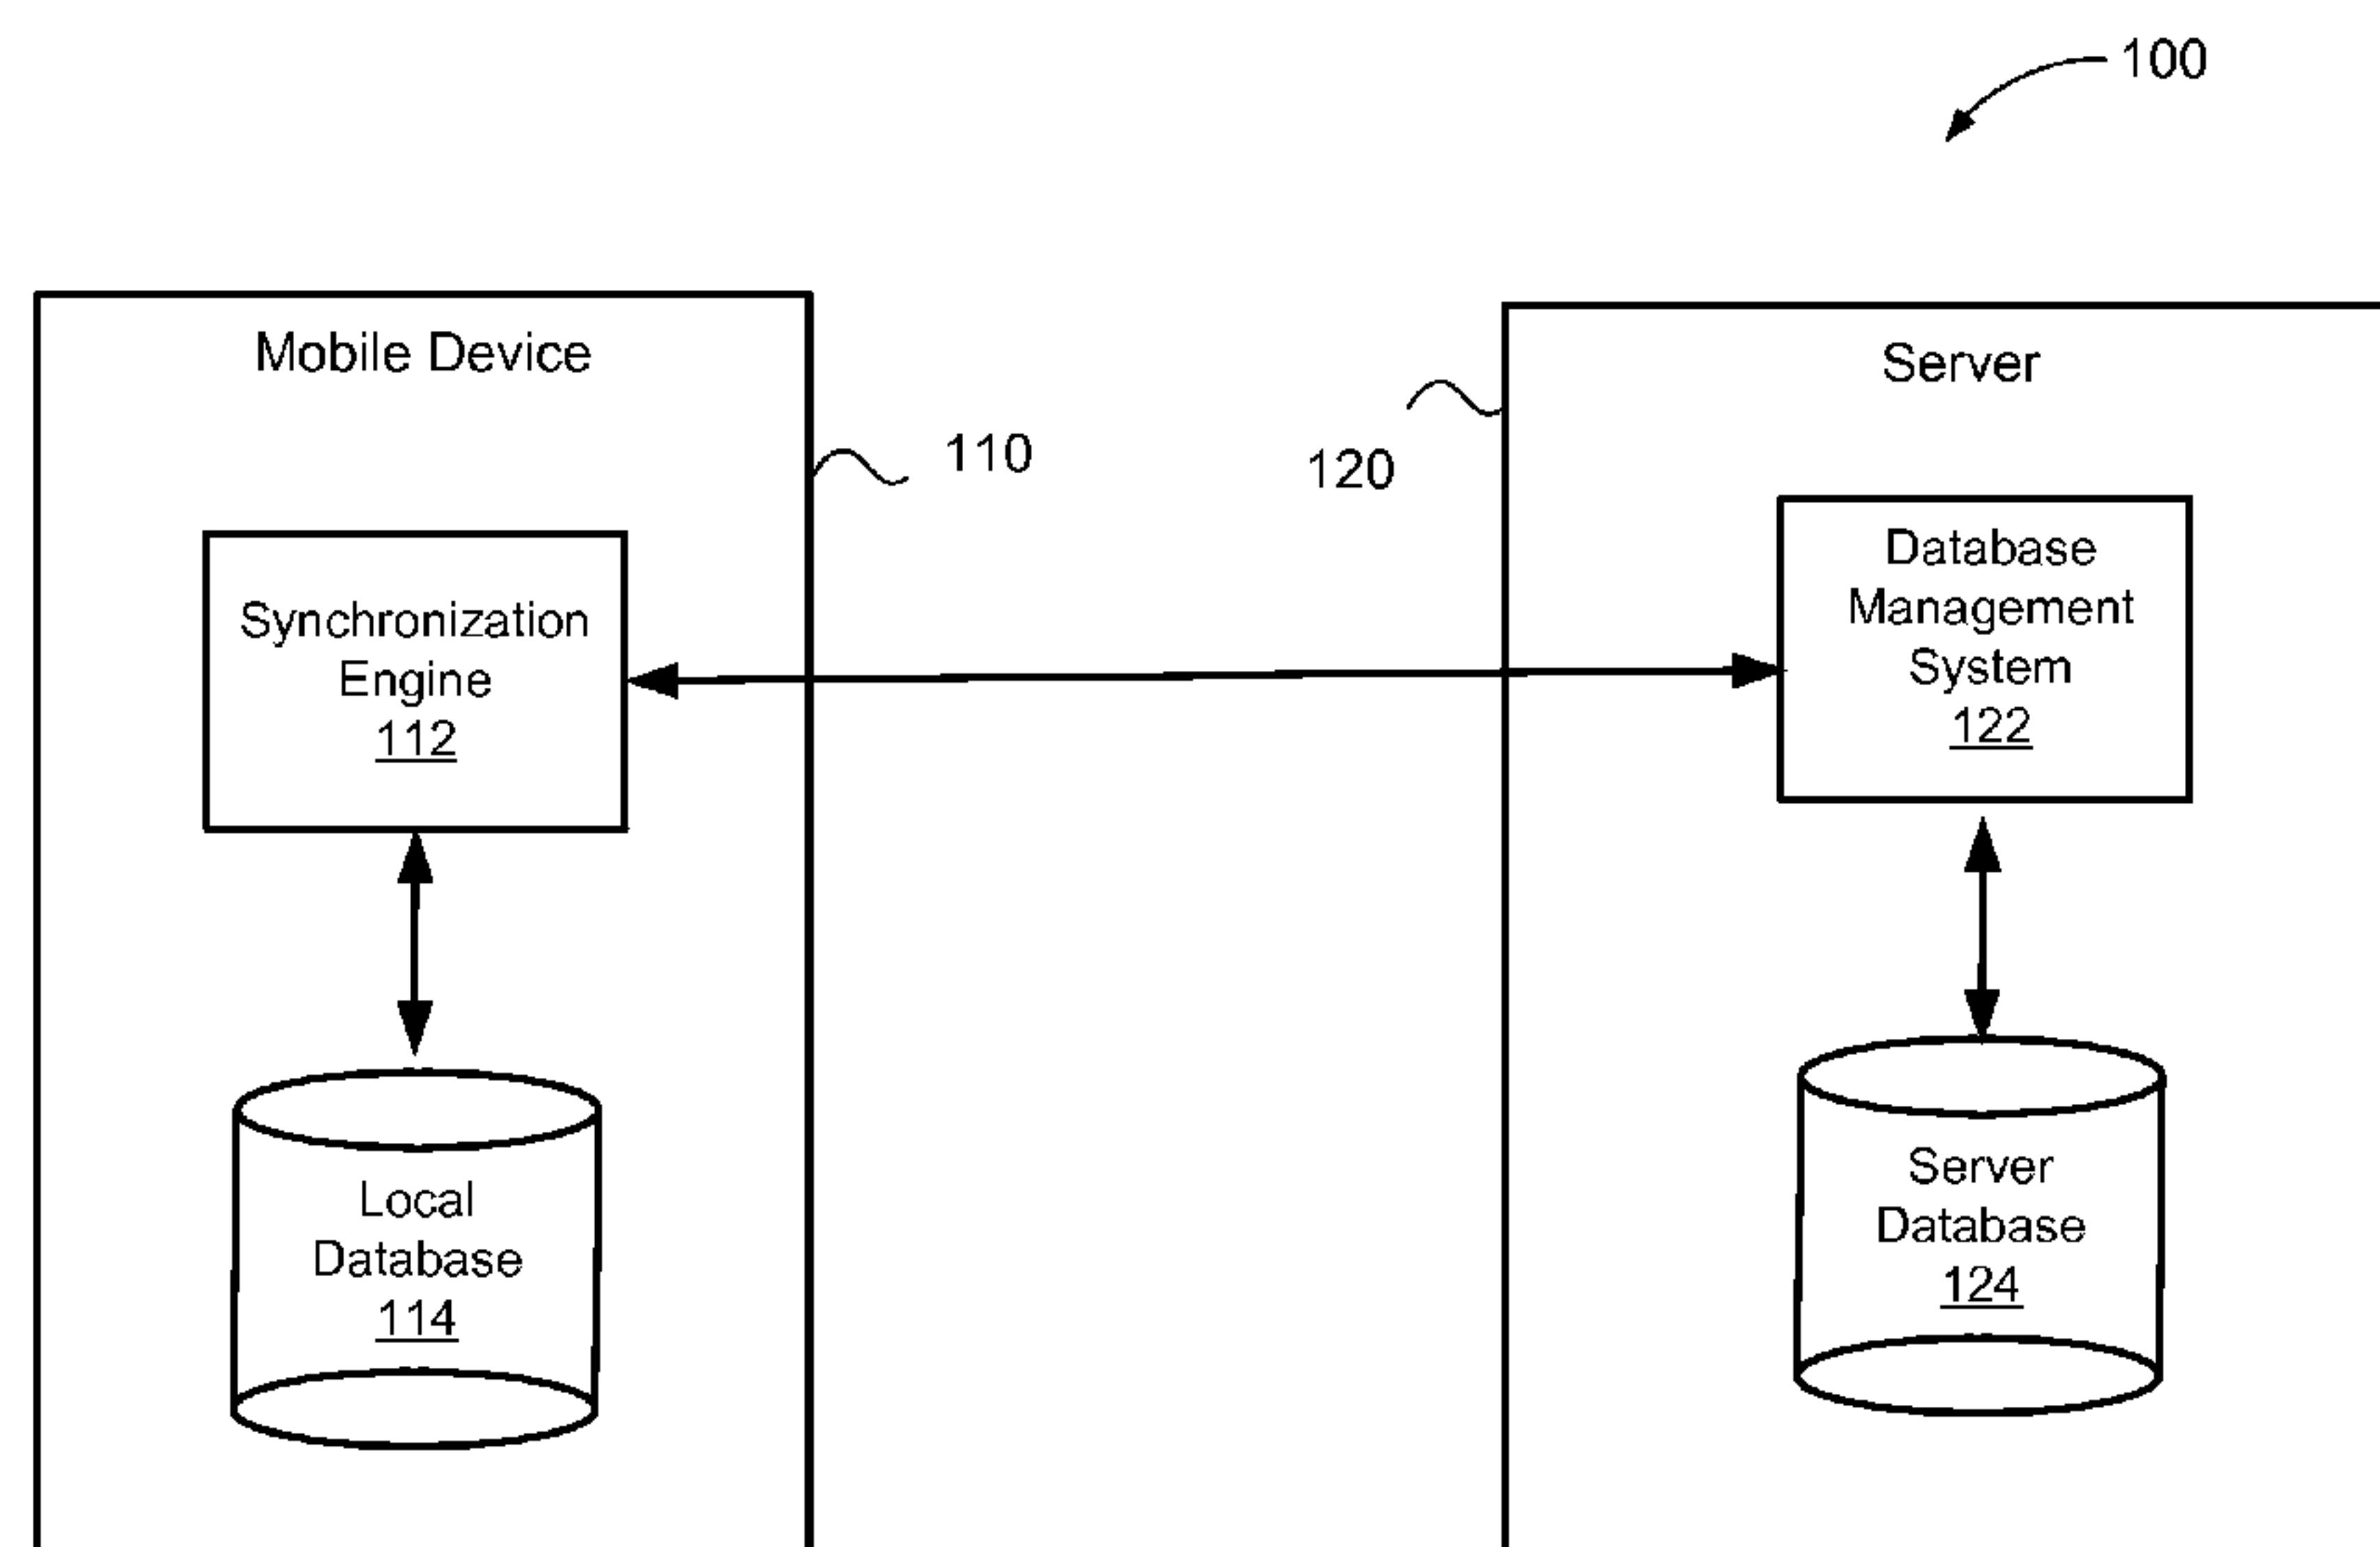 100
Mobile Device
110
Synchronization
Engine
112
Local
Database
114
Server
120
Database
Management
System
122
Server
Database
124